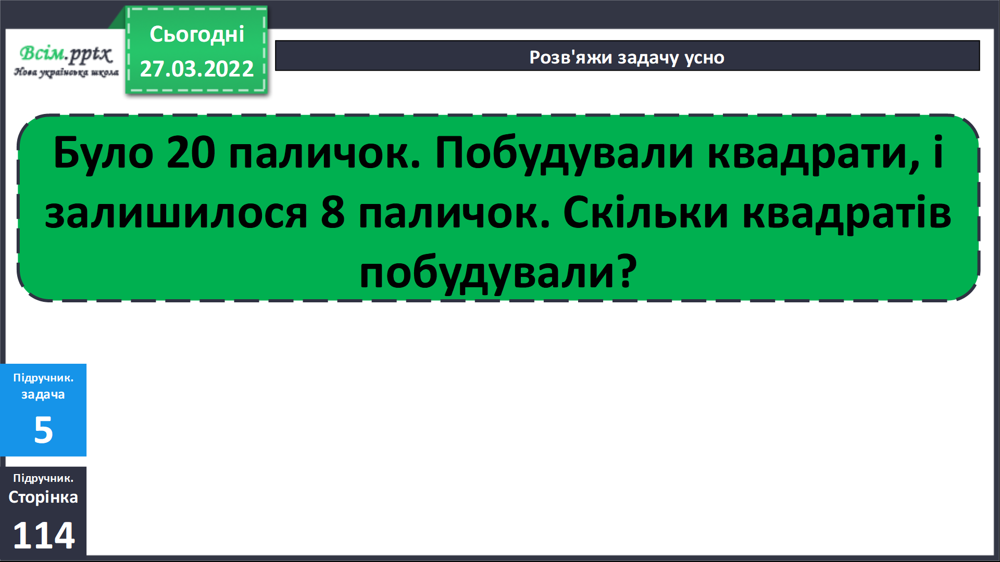 Сьогодні
27.03.2022
Всім.pptx
Нова українська школа
Розв'яжи задачу усно
Було 20 паличок. Побудували квадрати, і
залишилося 8 паличок. Скільки квадратів
побудували?
Підручник.
задача
5
Підручник.
Сторінка
114